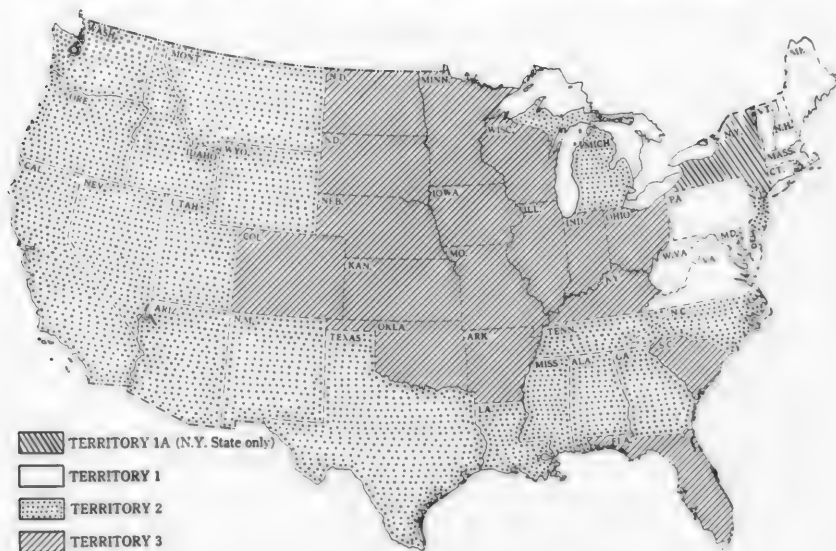 WASH.
MONT.
N.D.
MINN.
ME.
ORE.
IDAHO
WYO.
S.D.
WIS.
MICH
N.Y.
VT.
N.H.
MASS.
CT.
CAL.
NEV.
UTAH
COL.
NEB.
IOWA
ILL.
IND.
OHIO
PA
MD.
W.VA
VA.
KAN.
MO.
KY.
ARIZ.
N.M.
TEXAS
OKLA.
ARK
TENN.
N.C.
S.C.
MISS
ALA.
GA.
LA.
FLA.
TERRITORY 1A (N.Y. State only)
TERRITORY 1
TERRITORY 2
TERRITORY 3